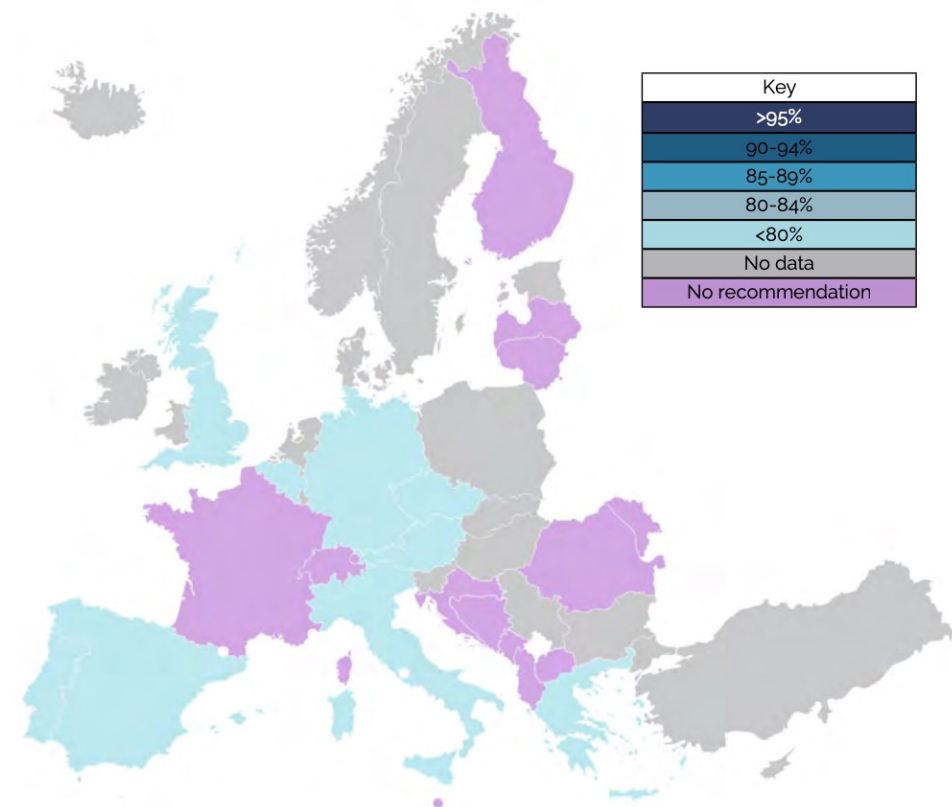 Key
>95%
90-94%
85-89%
80-84%
<80%
No data
No recommendation